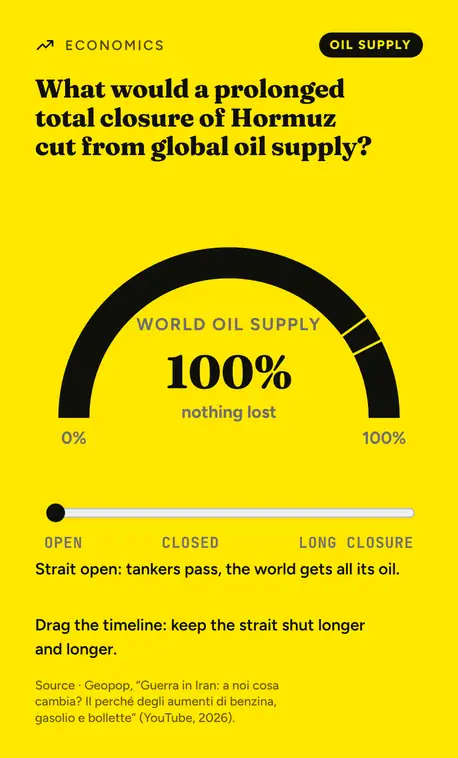 ECONOMICS
OIL SUPPLY
What would a prolonged
total closure of Hormuz
cut from global oil supply?
WORLD OIL SUPPLY
100%
nothing lost
0%
100%
OPEN
CLOSED
LONG CLOSURE
Strait open: tankers pass, the world gets all its oil.
Drag the timeline: keep the strait shut longer
and longer.
Source · Geopop, “Guerra in Iran: a noi cosa
cambia? Il perché degli aumenti di benzina,
gasolio e bollette” (YouTube, 2026).